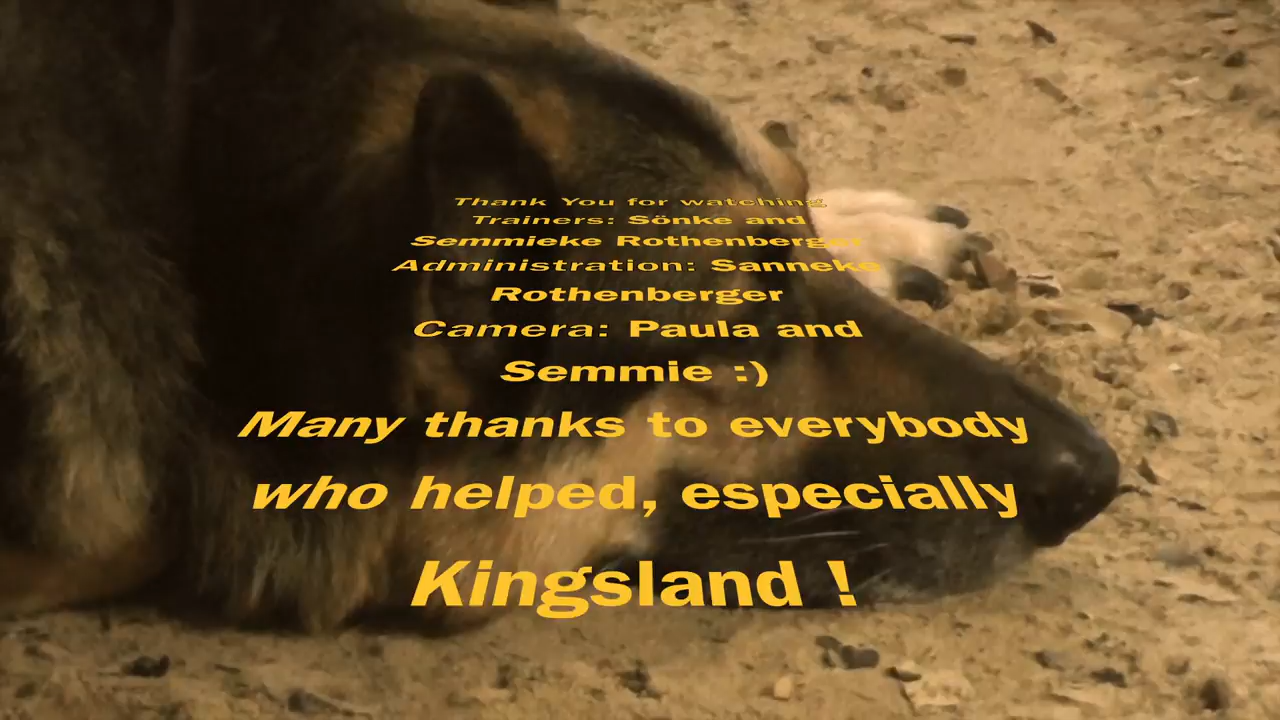 Thank You for watching
Trainers: Sönke and
Semmieke Rothenberger
Administration: Sanneke
Rothenberger
Camera: Paula and
Semmie :)
Many thanks to everybody
who helped, especially
Kingsland !